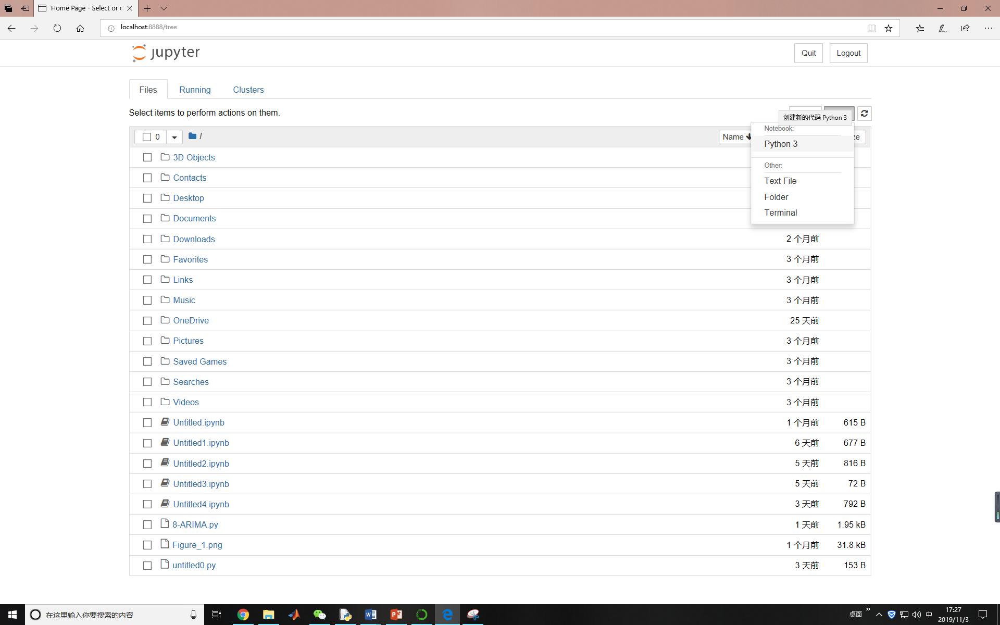 Home Page - Select or c
localhost:8888/tree
jupyter
Quit
Logout
Files
Running
Clusters
Select items to perform actions on them.
创建新的代码 Python 3
0
/
Name
ze
Notebook:
Python 3
Other:
Text File
Folder
Terminal
3D Objects
Contacts
Desktop
Documents
Downloads 2 个月前
Favorites 3 个月前
Links 3 个月前
Music 3 个月前
OneDrive 25 天前
Pictures 3 个月前
Saved Games 3 个月前
Searches 3 个月前
Videos 3 个月前
Untitled.ipynb 1 个月前 615 B
Untitled1.ipynb 6 天前 677 B
Untitled2.ipynb 5 天前 816 B
Untitled3.ipynb 5 天前 72 B
Untitled4.ipynb 3 天前 792 B
8-ARIMA.py 1 天前 1.95 kB
Figure_1.png 1 个月前 31.8 kB
untitled0.py 3 天前 153 B
在这里输入你要搜索的内容
桌面
中
17:27
2019/11/3